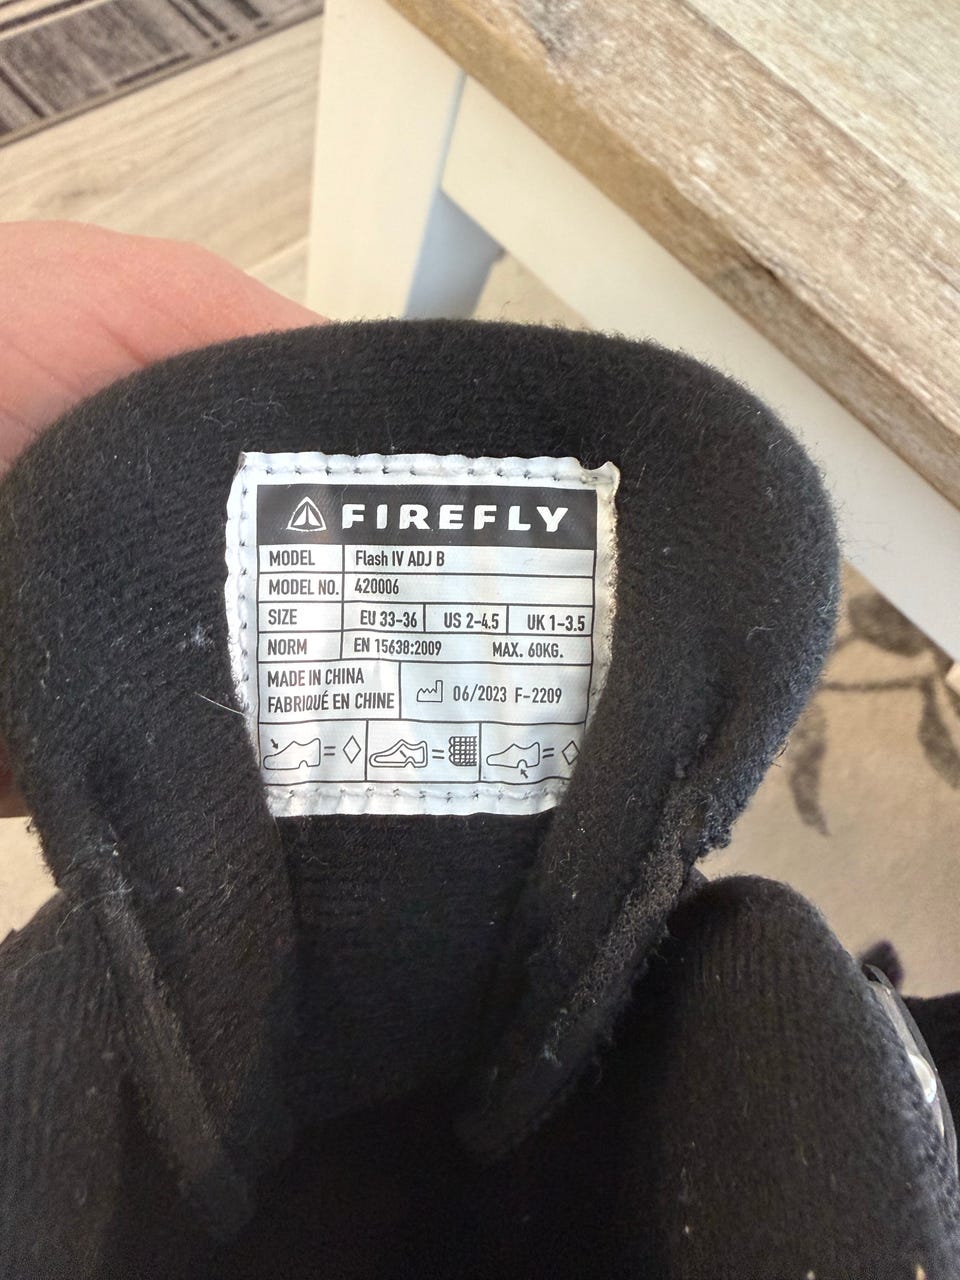 FIREFLY
MODEL Flash IV ADJ B
MODEL NO. 420006
SIZE EU 33-36 US 2-4.5 UK 1-3.5
NORM EN 15638:2009 MAX. 60KG.
MADE IN CHINA
FABRIQUÉ EN CHINE
06/2023 F-2209